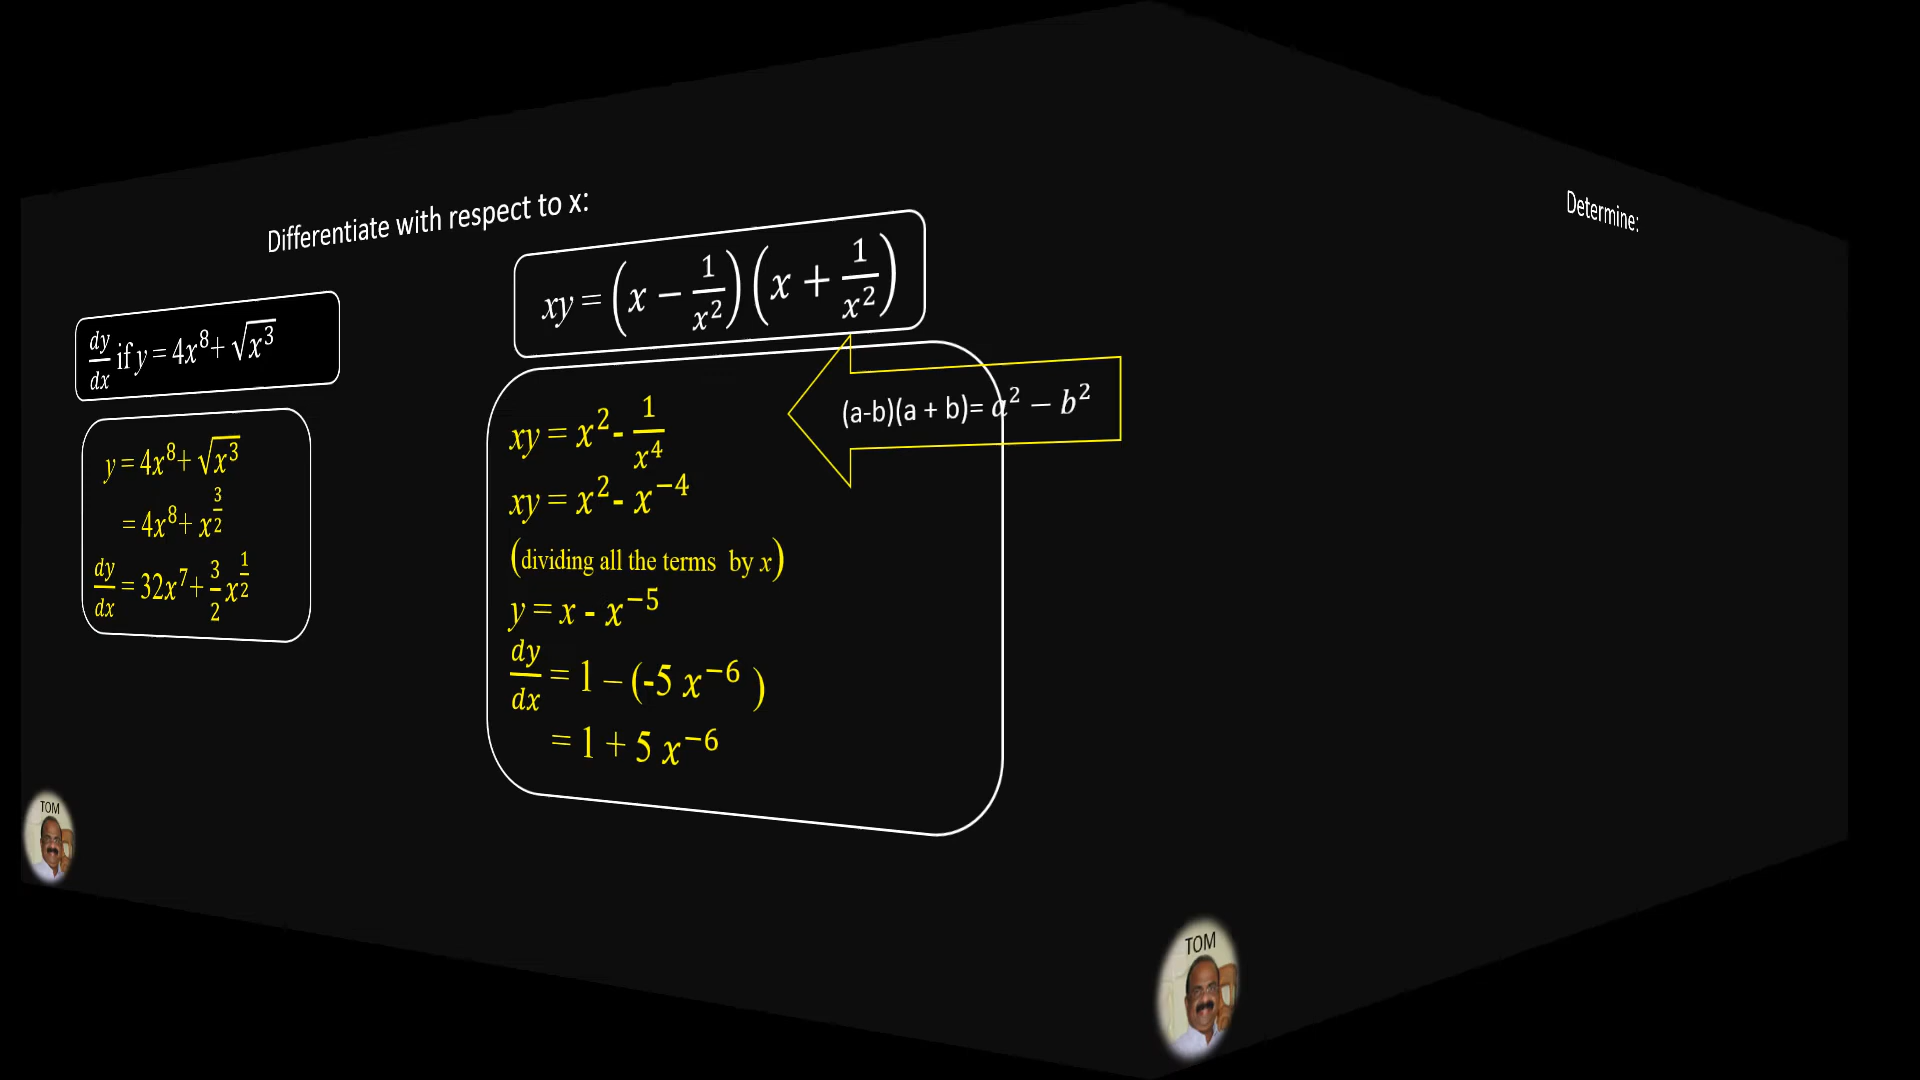 Differentiate with respect to x:
dy/dx if y = 4x⁸+ √x³
y = 4x⁸+ √x³
= 4x⁸+ x^(3/2)
dy/dx = 32x⁷+ 3/2 x^(1/2)
xy = (x − 1/x²)(x + 1/x²)
(a-b)(a + b)= a² − b²
xy = x²- 1/x⁴
xy = x²- x⁻⁴
(dividing all the terms by x)
y = x - x⁻⁵
dy/dx = 1 – (-5 x⁻⁶ )
= 1 + 5 x⁻⁶
Determine:
TOM
TOM